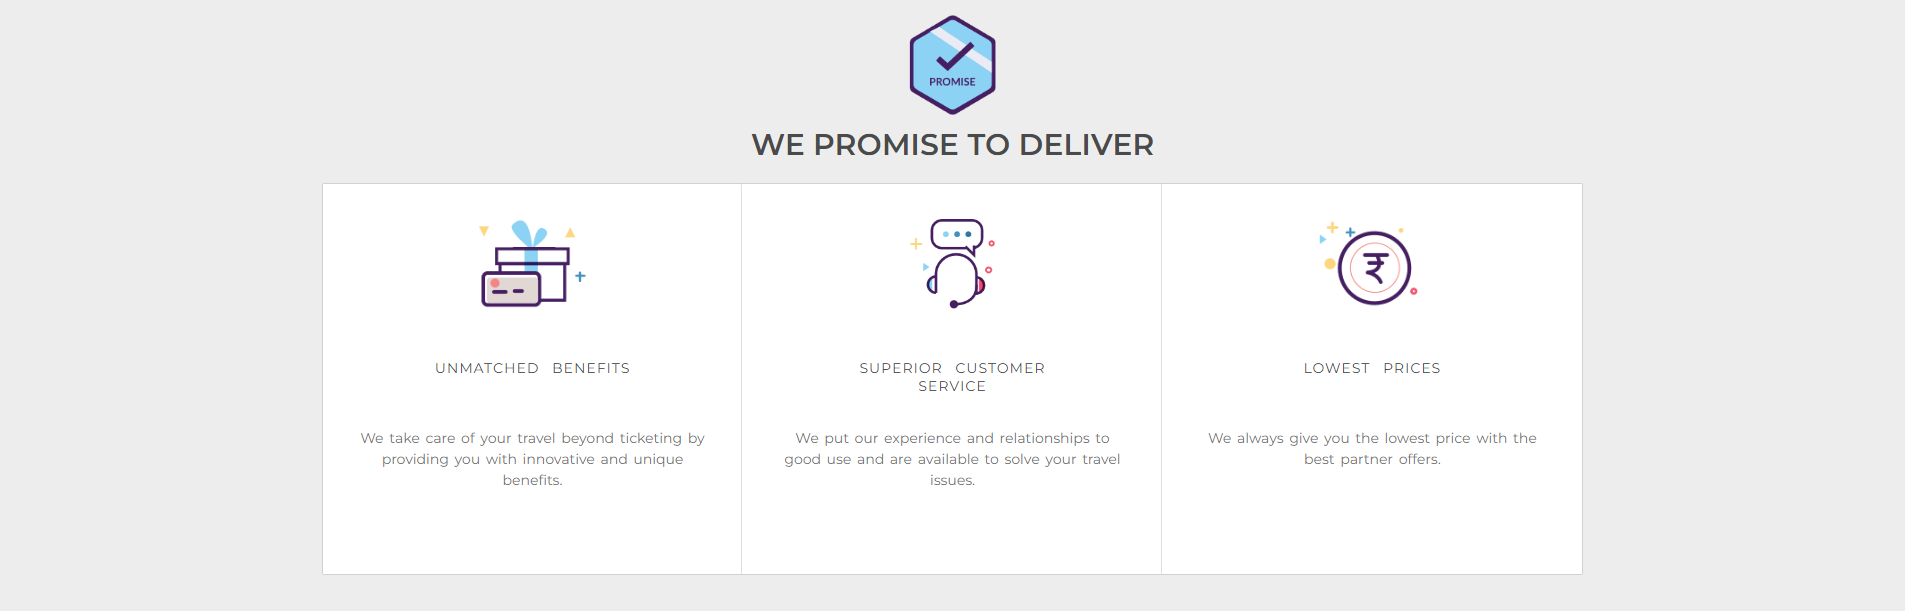 PROMISE
WE PROMISE TO DELIVER
UNMATCHED BENEFITS
We take care of your travel beyond ticketing by
providing you with innovative and unique
benefits.
SUPERIOR CUSTOMER
SERVICE
We put our experience and relationships to
good use and are available to solve your travel
issues.
₹
LOWEST PRICES
We always give you the lowest price with the
best partner offers.